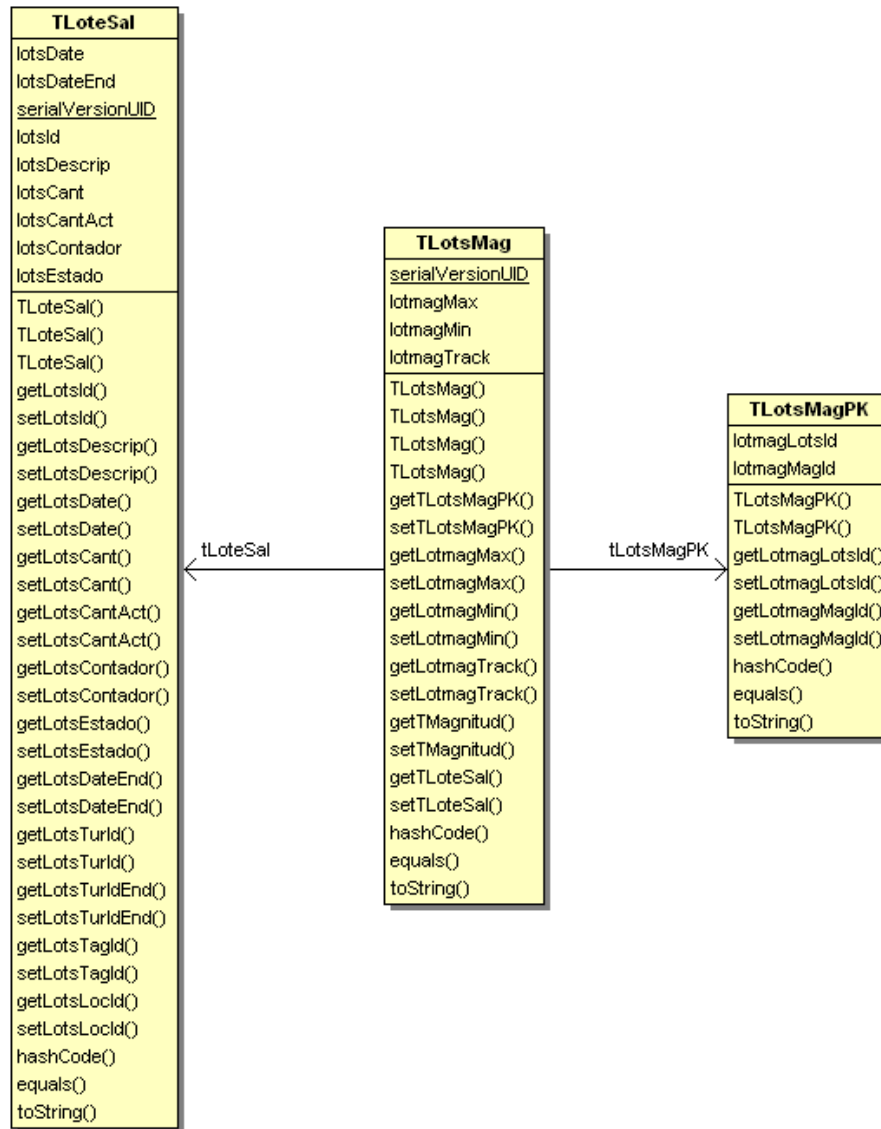 TLoteSal
lotsDate
lotsDateEnd
serialVersionUID
lotsId
lotsDescrip
lotsCant
lotsCantAct
lotsContador
lotsEstado
TLoteSal()
TLoteSal()
TLoteSal()
getLotsId()
setLotsId()
getLotsDescrip()
setLotsDescrip()
getLotsDate()
setLotsDate()
getLotsCant()
setLotsCant()
getLotsCantAct()
setLotsCantAct()
getLotsContador()
setLotsContador()
getLotsEstado()
setLotsEstado()
getLotsDateEnd()
setLotsDateEnd()
getLotsTurId()
setLotsTurId()
getLotsTurIdEnd()
setLotsTurIdEnd()
getLotsTagId()
setLotsTagId()
getLotsLocId()
setLotsLocId()
hashCode()
equals()
toString()
tLoteSal
TLotsMag
serialVersionUID
lotmagMax
lotmagMin
lotmagTrack
TLotsMag()
TLotsMag()
TLotsMag()
TLotsMag()
getTLotsMagPK()
setTLotsMagPK()
getLotmagMax()
setLotmagMax()
getLotmagMin()
setLotmagMin()
getLotmagTrack()
setLotmagTrack()
getTMagnitud()
setTMagnitud()
getTLoteSal()
setTLoteSal()
hashCode()
equals()
toString()
tLotsMagPK
TLotsMagPK
lotmagLotsId
lotmagMagId
TLotsMagPK()
TLotsMagPK()
getLotmagLotsId()
setLotmagLotsId()
getLotmagMagId()
setLotmagMagId()
hashCode()
equals()
toString()